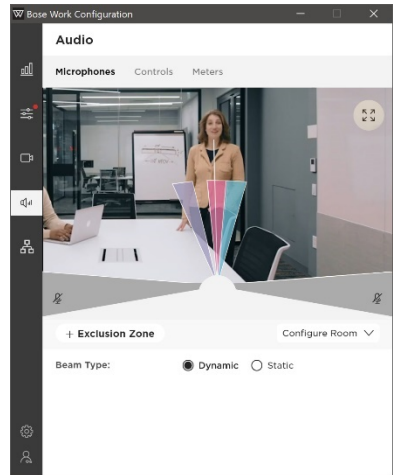 Bose Work Configuration
Audio
Microphones Controls Meters
+ Exclusion Zone Configure Room
Beam Type: Dynamic Static